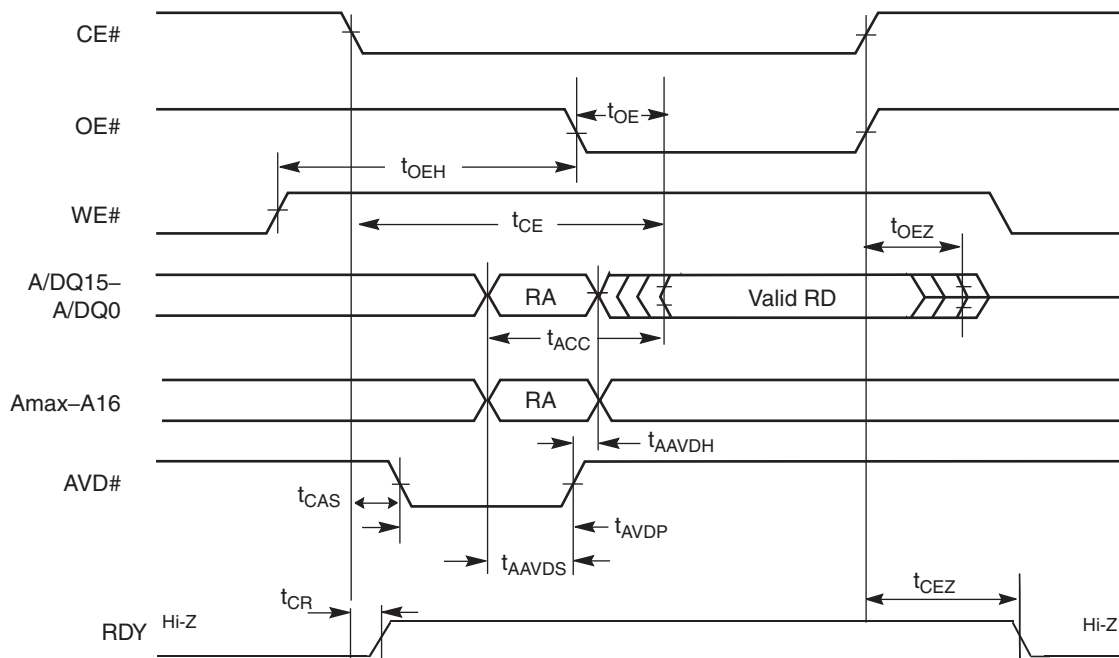 CE#
OE#
tOE
tOEH
WE#
tCE
tOEZ
A/DQ15–
A/DQ0
RA
Valid RD
tACC
Amax–A16
RA
tAAVDH
AVD#
tCAS
tAVDP
tAAVDS
tCEZ
tCR
RDY
Hi-Z
Hi-Z